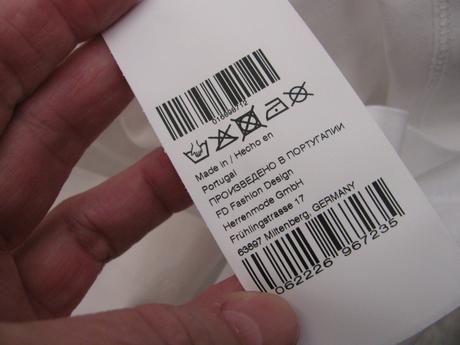 016699712
Made in / Hecho en
Portugal
ПРОИЗВЕДЕНО В ПОРТУГАЛИИ
FD Fashion Design
Herrenmode GmbH
Frühlingstrasse 17
63897 Miltenberg, GERMANY
062226 967235